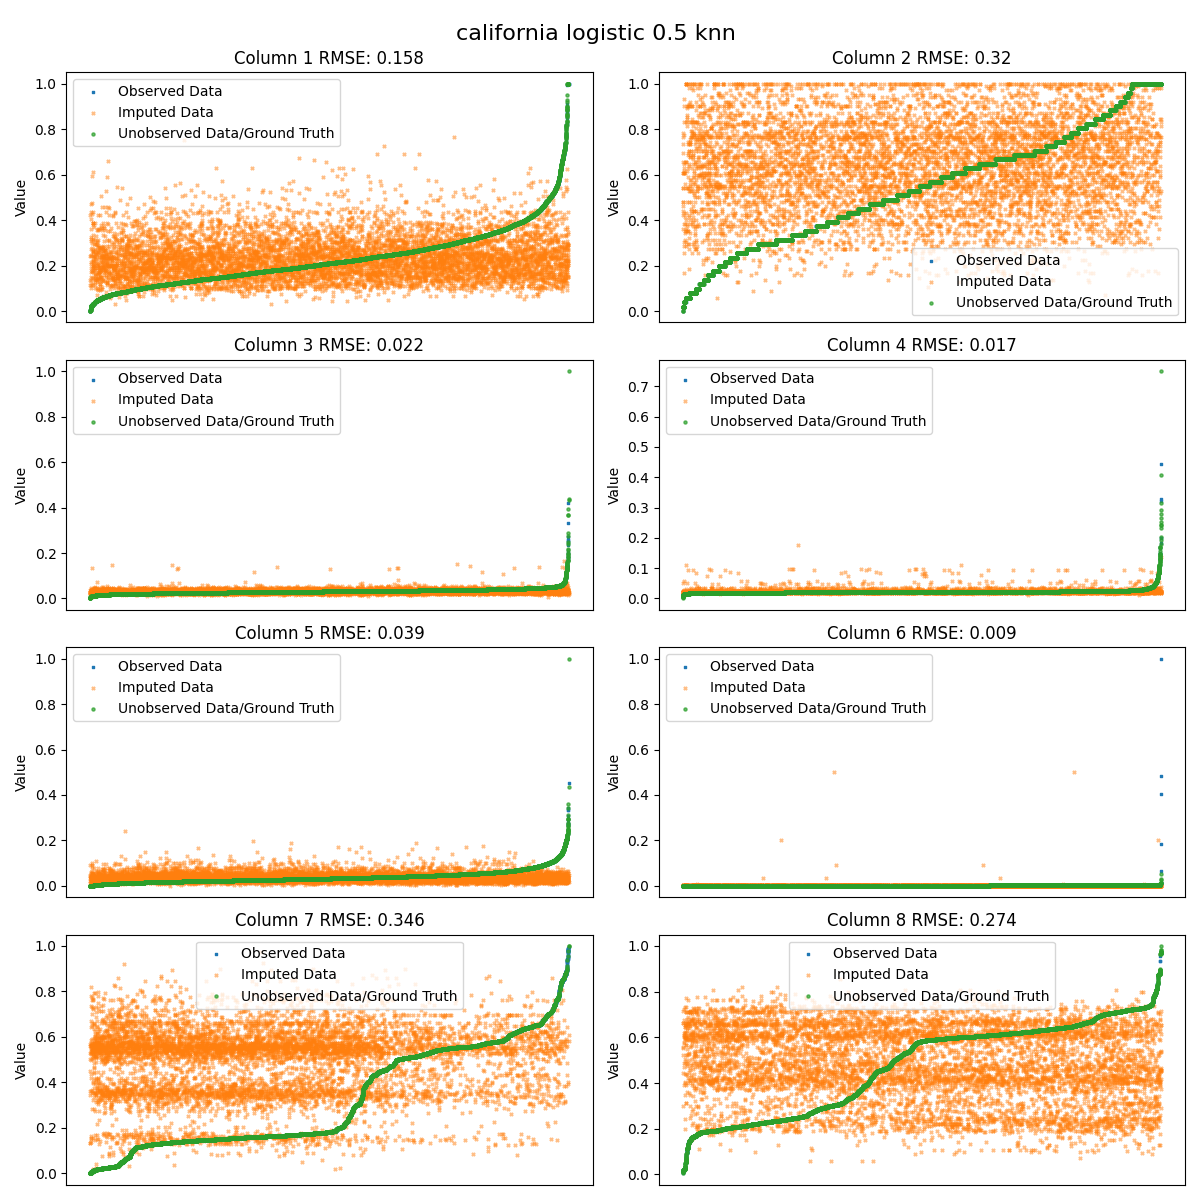 california logistic 0.5 knn
Column 1 RMSE: 0.158
Value
1.0
0.8
0.6
0.4
0.2
0.0
Observed Data
Imputed Data
Unobserved Data/Ground Truth
Column 2 RMSE: 0.32
Value
1.0
0.8
0.6
0.4
0.2
0.0
Observed Data
Imputed Data
Unobserved Data/Ground Truth
Column 3 RMSE: 0.022
Value
1.0
0.8
0.6
0.4
0.2
0.0
Observed Data
Imputed Data
Unobserved Data/Ground Truth
Column 4 RMSE: 0.017
Value
0.7
0.6
0.5
0.4
0.3
0.2
0.1
0.0
Observed Data
Imputed Data
Unobserved Data/Ground Truth
Column 5 RMSE: 0.039
Value
1.0
0.8
0.6
0.4
0.2
0.0
Observed Data
Imputed Data
Unobserved Data/Ground Truth
Column 6 RMSE: 0.009
Value
1.0
0.8
0.6
0.4
0.2
0.0
Observed Data
Imputed Data
Unobserved Data/Ground Truth
Column 7 RMSE: 0.346
Value
1.0
0.8
0.6
0.4
0.2
0.0
Observed Data
Imputed Data
Unobserved Data/Ground Truth
Column 8 RMSE: 0.274
Value
1.0
0.8
0.6
0.4
0.2
0.0
Observed Data
Imputed Data
Unobserved Data/Ground Truth